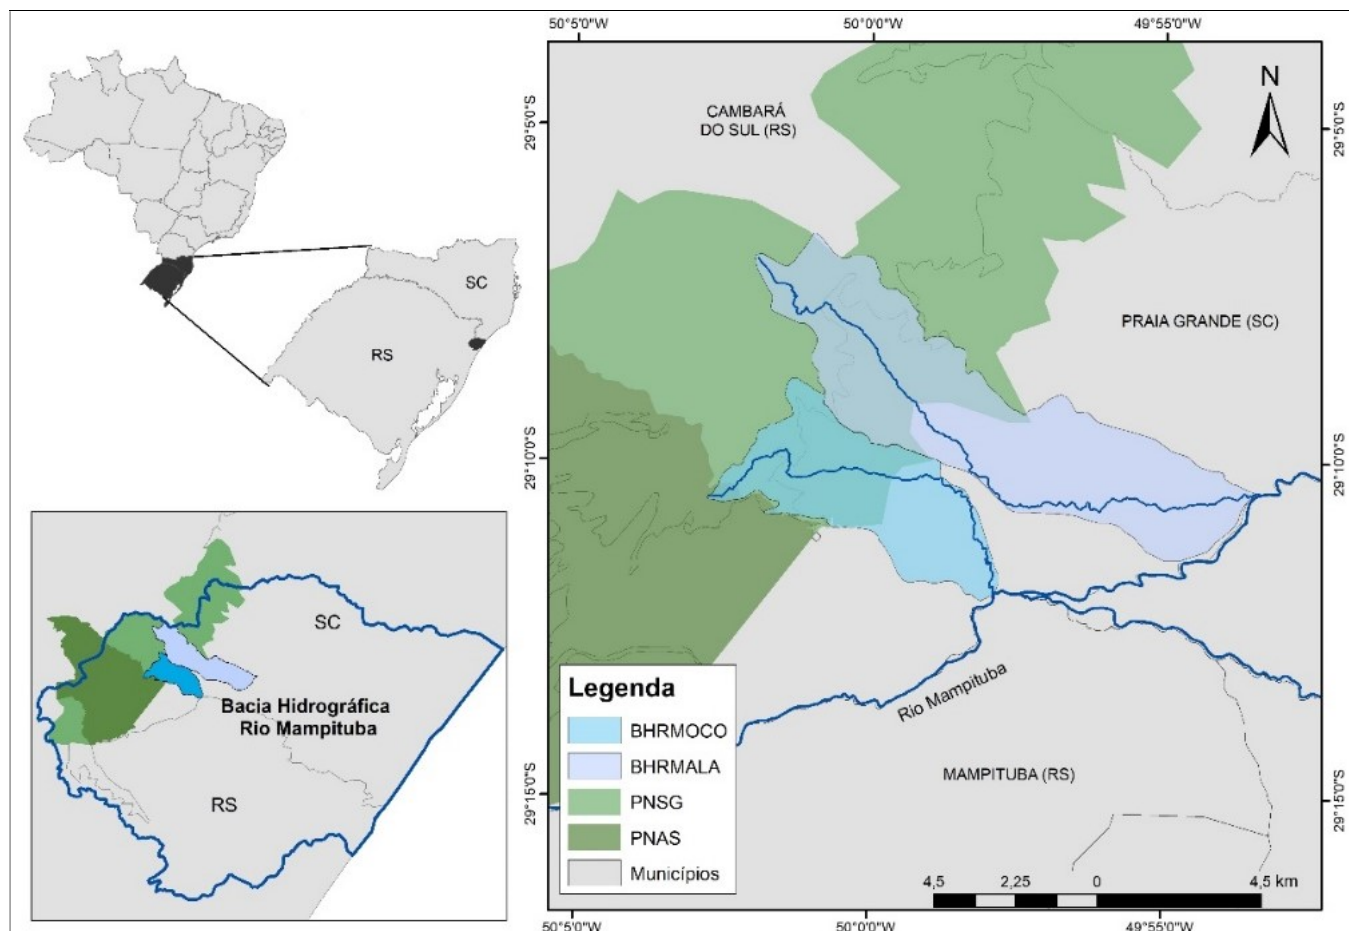 SC
RS
SC
Bacia Hidrográfica
Rio Mampituba
RS
50°5'0"W
50°0'0"W
49°55'0"W
29°5'0"S
29°10'0"S
29°15'0"S
N
CAMBARÁ
DO SUL (RS)
PRAIA GRANDE (SC)
Rio Mampituba
MAMPITUBA (RS)
Legenda
BHRMOCO
BHRMALA
PNSG
PNAS
Municípios
4,5 2,25 0 4,5 km
29°5'0"S
29°10'0"S
29°15'0"S
50°5'0"W
50°0'0"W
49°55'0"W